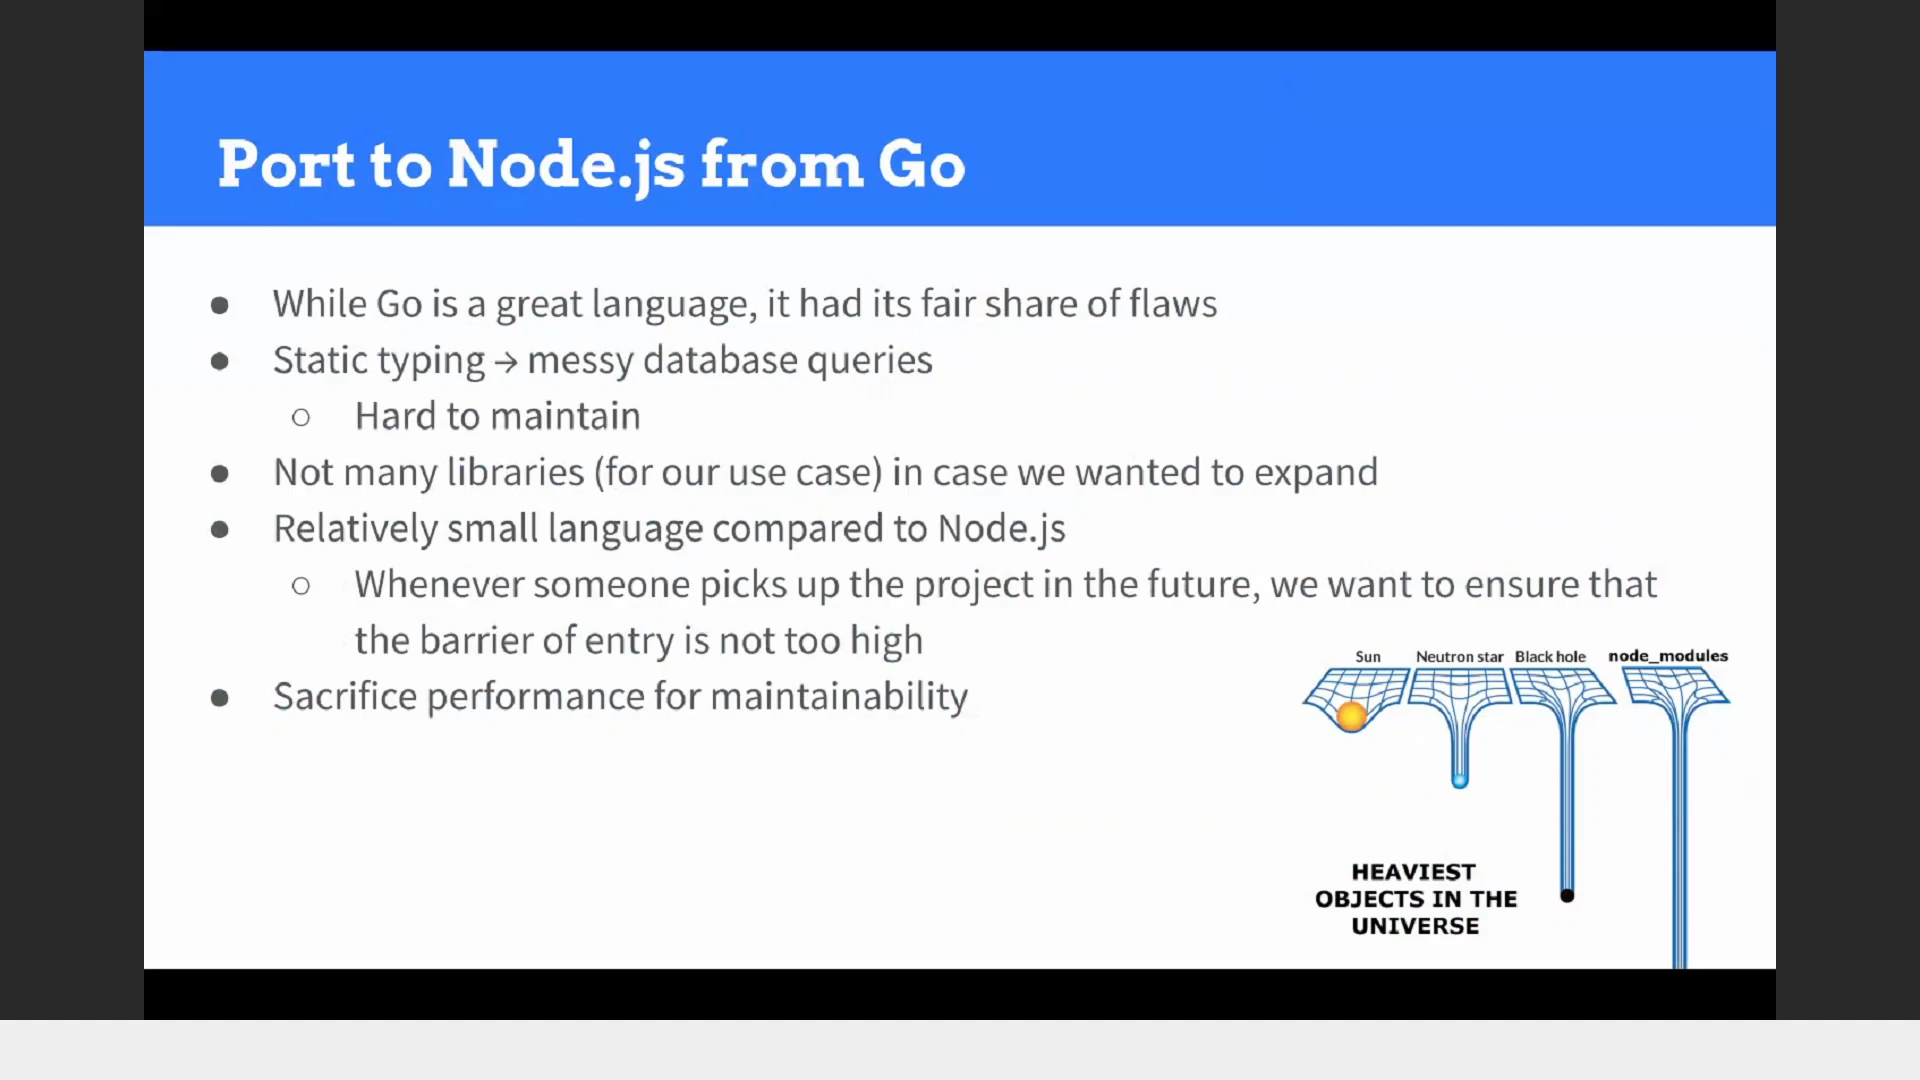 Port to Node.js from Go
● While Go is a great language, it had its fair share of flaws
● Static typing → messy database queries
○ Hard to maintain
● Not many libraries (for our use case) in case we wanted to expand
● Relatively small language compared to Node.js
○ Whenever someone picks up the project in the future, we want to ensure that
the barrier of entry is not too high
● Sacrifice performance for maintainability
Sun Neutron star Black hole node_modules
HEAVIEST
OBJECTS IN THE
UNIVERSE